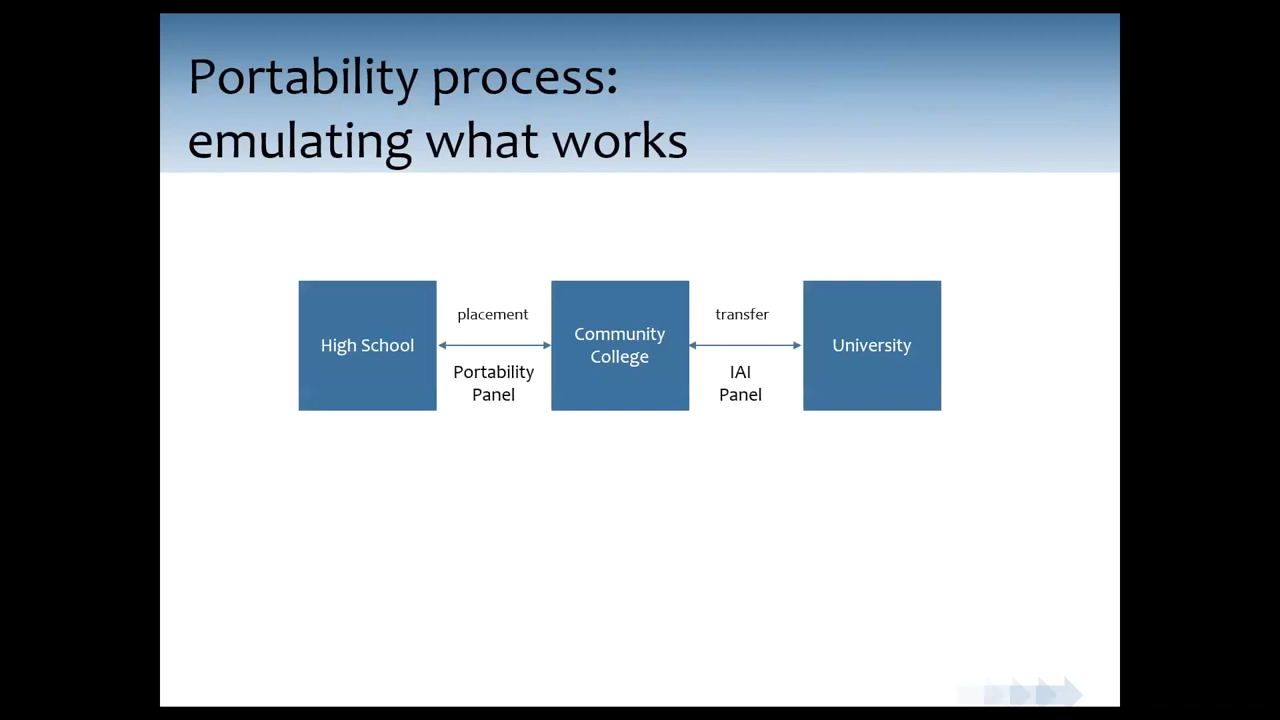 Portability process:
emulating what works
High School
placement
Portability
Panel
Community
College
transfer
IAI
Panel
University